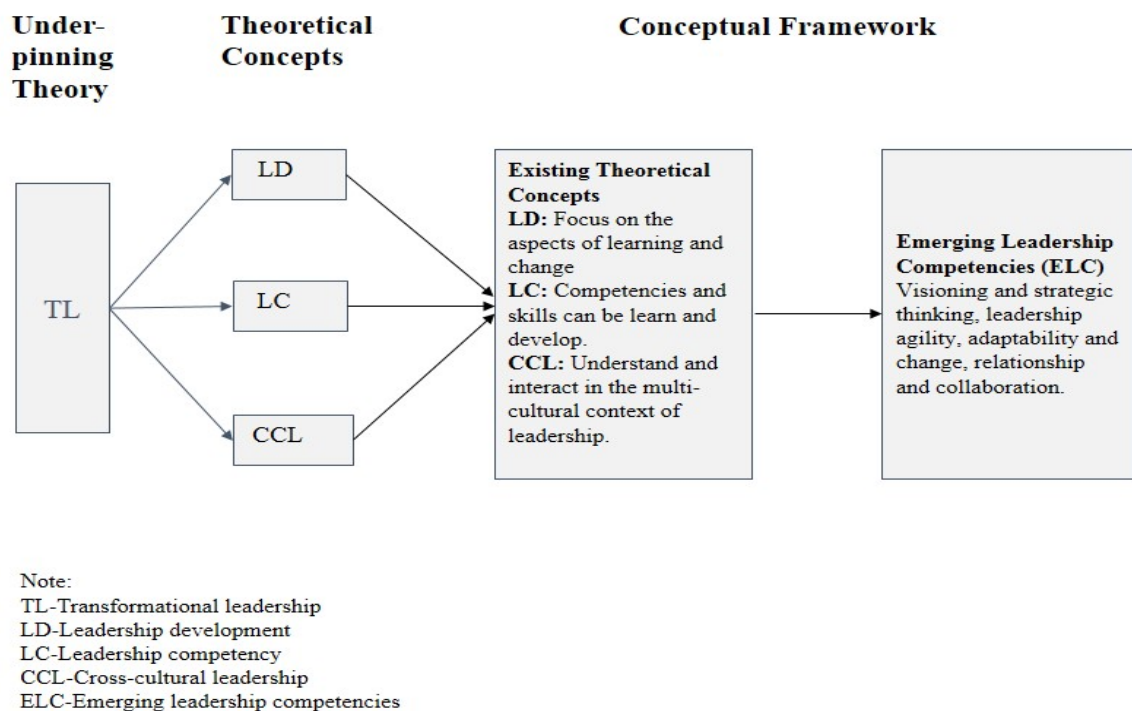 Under-
pinning
Theory
Theoretical
Concepts
Conceptual Framework
TL
LD
LC
CCL
Existing Theoretical
Concepts
LD: Focus on the
aspects of learning and
change
LC: Competencies and
skills can be learn and
develop.
CCL: Understand and
interact in the multi-
cultural context of
leadership.
Emerging Leadership
Competencies (ELC)
Visioning and strategic
thinking, leadership
agility, adaptability and
change, relationship
and collaboration.
Note:
TL-Transformational leadership
LD-Leadership development
LC-Leadership competency
CCL-Cross-cultural leadership
ELC-Emerging leadership competencies